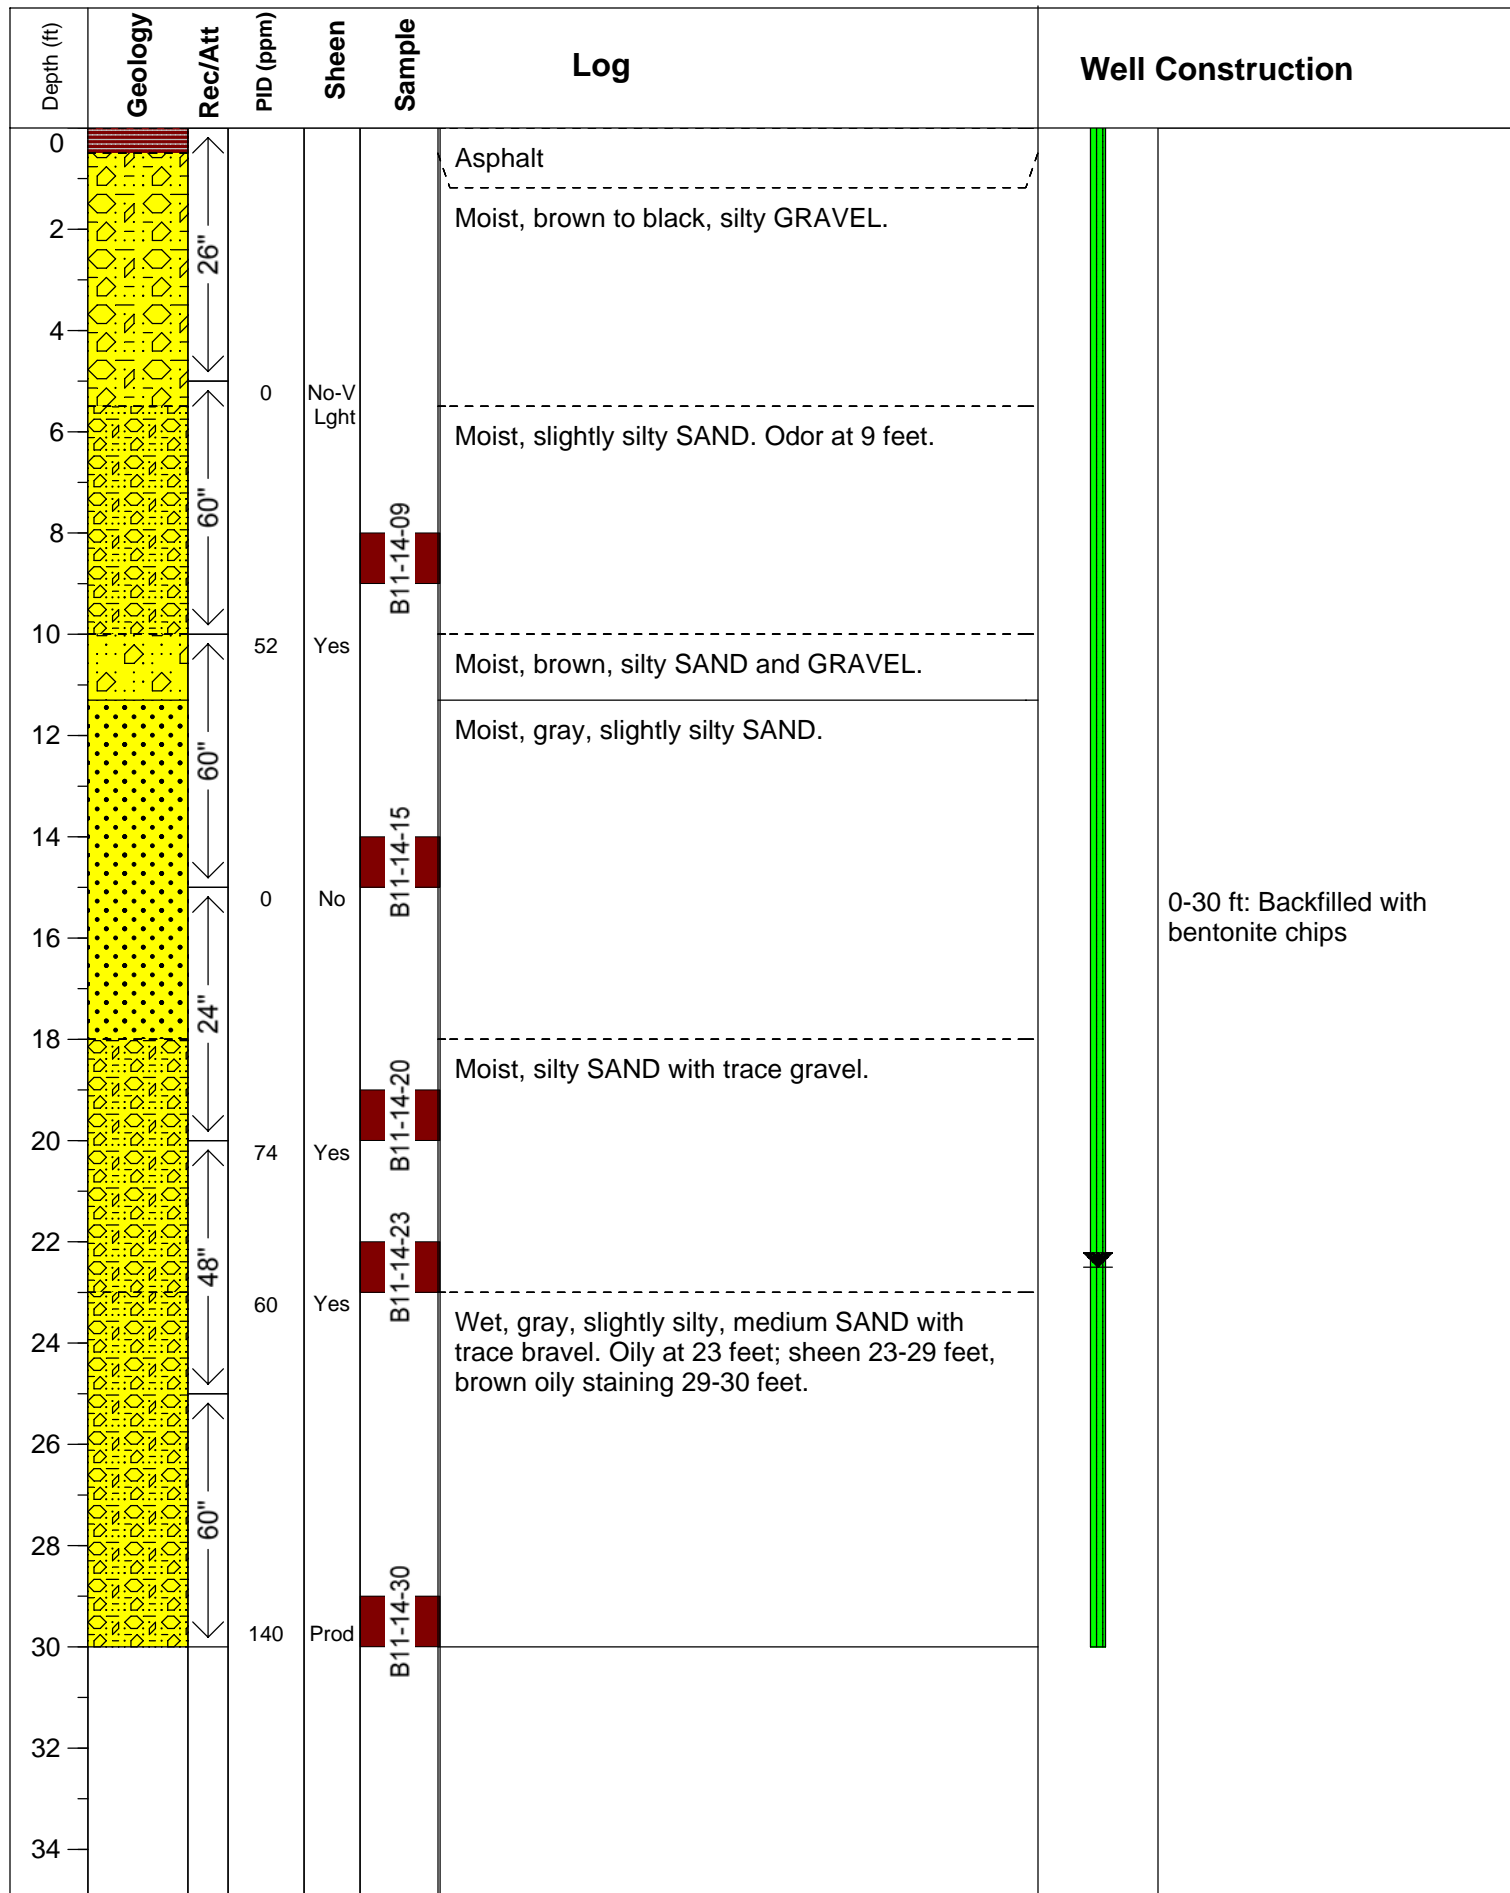 Depth (ft)
Geology
Rec/Att
PID (ppm)
Sheen
Sample
Log
Well Construction
0
Asphalt
Moist, brown to black, silty GRAVEL.
2
26"
4
0
No-V
Lght
6
Moist, slightly silty SAND. Odor at 9 feet.
60"
8
B11-14-09
10
52
Yes
Moist, brown, silty SAND and GRAVEL.
12
Moist, gray, slightly silty SAND.
60"
14
B11-14-15
0
No
0-30 ft: Backfilled with
bentonite chips
16
24"
18
Moist, silty SAND with trace gravel.
B11-14-20
20
74
Yes
22
48"
B11-14-23
60
Yes
Wet, gray, slightly silty, medium SAND with
trace bravel. Oily at 23 feet; sheen 23-29 feet,
brown oily staining 29-30 feet.
24
26
60"
28
B11-14-30
140
Prod
30
32
34